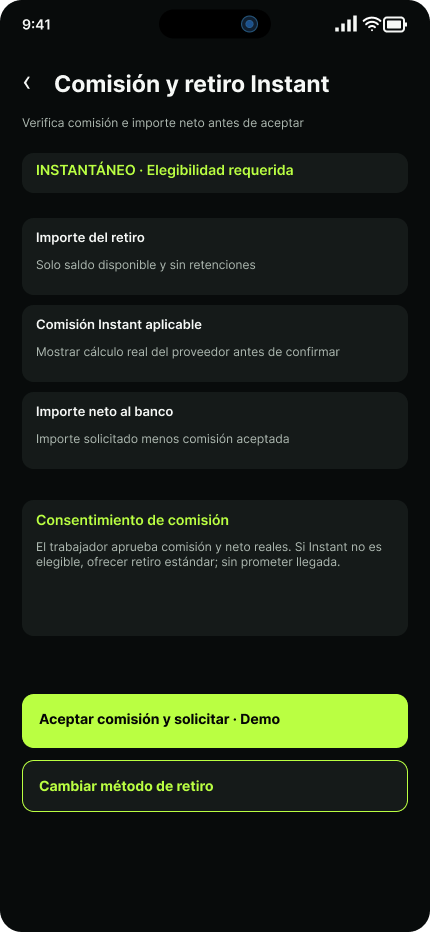 9:41
Comisión y retiro Instant
Verifica comisión e importe neto antes de aceptar
INSTANTÁNEO · Elegibilidad requerida
Importe del retiro
Solo saldo disponible y sin retenciones
Comisión Instant aplicable
Mostrar cálculo real del proveedor antes de confirmar
Importe neto al banco
Importe solicitado menos comisión aceptada
Consentimiento de comisión
El trabajador aprueba comisión y neto reales. Si Instant no es
elegible, ofrecer retiro estándar; sin prometer llegada.
Aceptar comisión y solicitar · Demo
Cambiar método de retiro